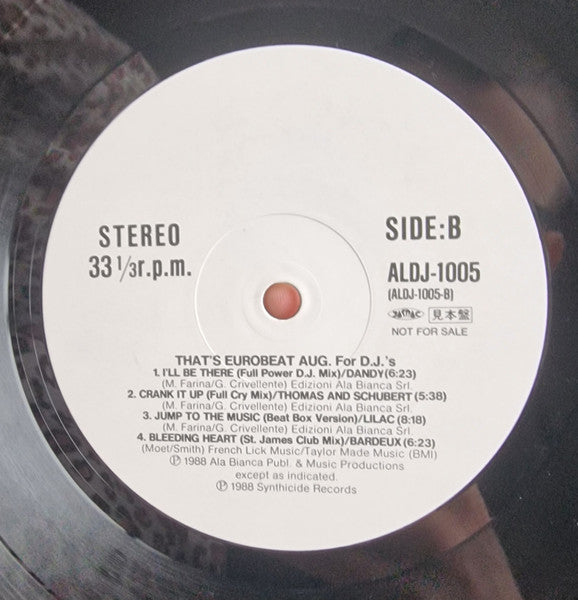 STEREO
33 1/3r.p.m.
SIDE:B
ALDJ-1005
(ALDJ-1005-B)
JASRAC 見本盤
NOT FOR SALE
THAT'S EUROBEAT AUG. For D.J.'s
1. I'LL BE THERE (Full Power D.J. Mix)/DANDY(6:23)
(M. Farina/G. Crivellente) Edizioni Ala Bianca Srl.
2. CRANK IT UP (Full Cry Mix)/THOMAS AND SCHUBERT (5:38)
(M. Farina/G. Crivellente) Edizioni Ala Bianca Srl.
3. JUMP TO THE MUSIC (Beat Box Version)/LILAC (8:18)
(M. Farina/G. Crivellente) Edizioni Ala Bianca Srl.
4. BLEEDING HEART (St. James Club Mix)/BARDEUX (6:23)
(Moet/Smith) French Lick Music/Taylor Made Music (BMI)
℗ 1988 Ala Bianca Publ. & Music Productions
except as indicated.
℗ 1988 Synthicide Records